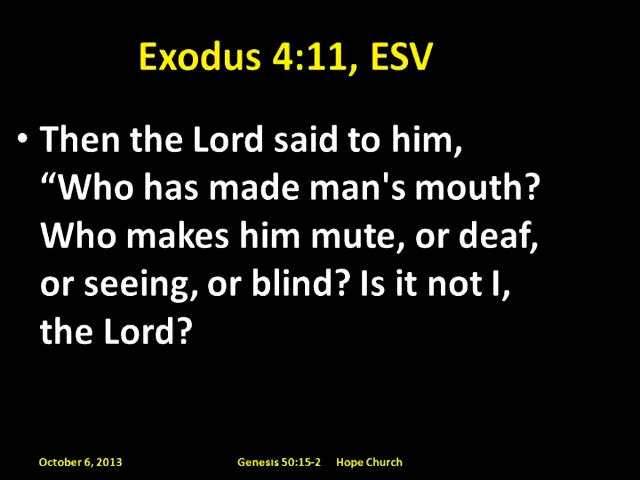 Exodus 4:11, ESV
• Then the Lord said to him,
“Who has made man's mouth?
Who makes him mute, or deaf,
or seeing, or blind? Is it not I,
the Lord?
October 6, 2013 Genesis 50:15-2 Hope Church